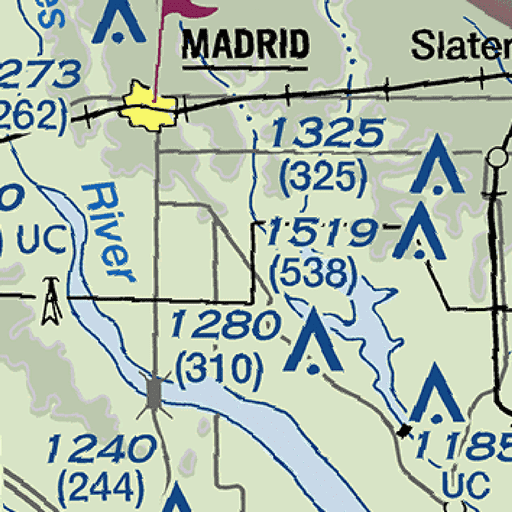 MADRID
Slater
273
262)
1325
(325)
River
1519
(538)
UC
1280
(310)
1240
(244)
1185
UC